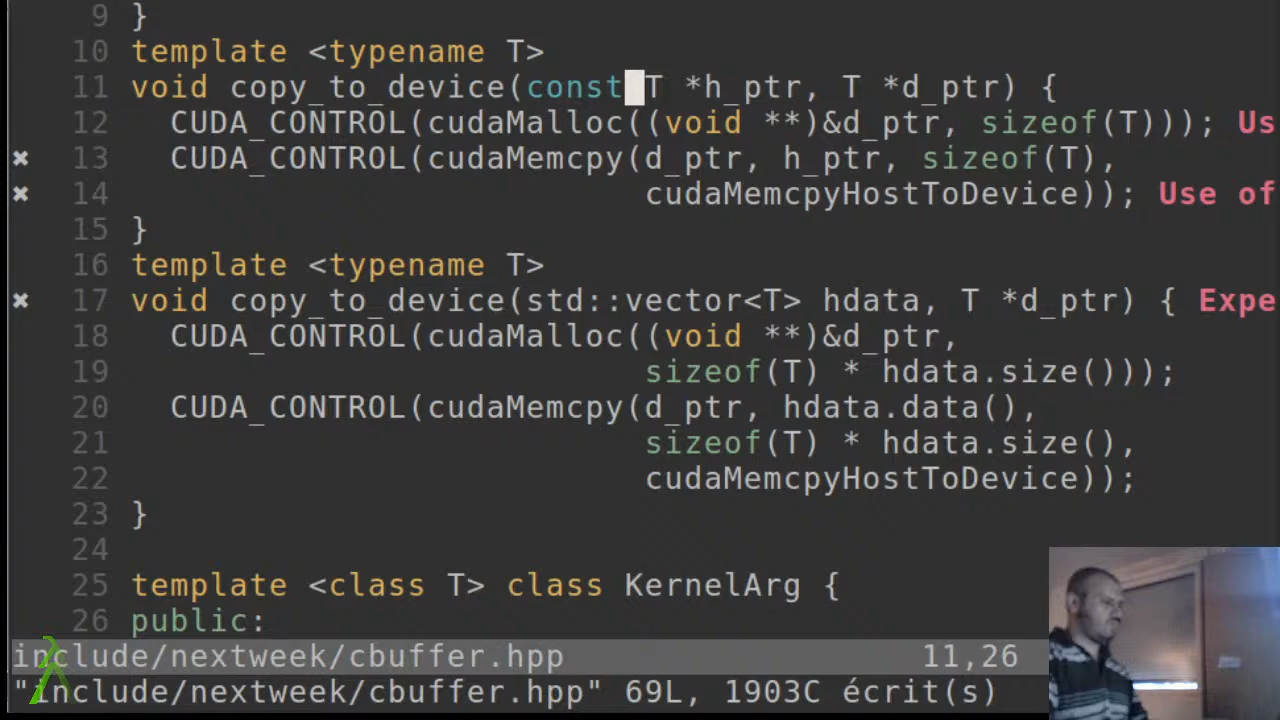 9 }
10 template <typename T>
11 void copy_to_device(const T *h_ptr, T *d_ptr) {
12   CUDA_CONTROL(cudaMalloc((void **)&d_ptr, sizeof(T))); Us
✖ 13   CUDA_CONTROL(cudaMemcpy(d_ptr, h_ptr, sizeof(T),
✖ 14                           cudaMemcpyHostToDevice)); Use of
15 }
16 template <typename T>
✖ 17 void copy_to_device(std::vector<T> hdata, T *d_ptr) { Expe
18   CUDA_CONTROL(cudaMalloc((void **)&d_ptr,
19                           sizeof(T) * hdata.size()));
20   CUDA_CONTROL(cudaMemcpy(d_ptr, hdata.data(),
21                           sizeof(T) * hdata.size(),
22                           cudaMemcpyHostToDevice));
23 }
24
25 template <class T> class KernelArg {
26 public:
include/nextweek/cbuffer.hpp 11,26
"include/nextweek/cbuffer.hpp" 69L, 1903C écrit(s)